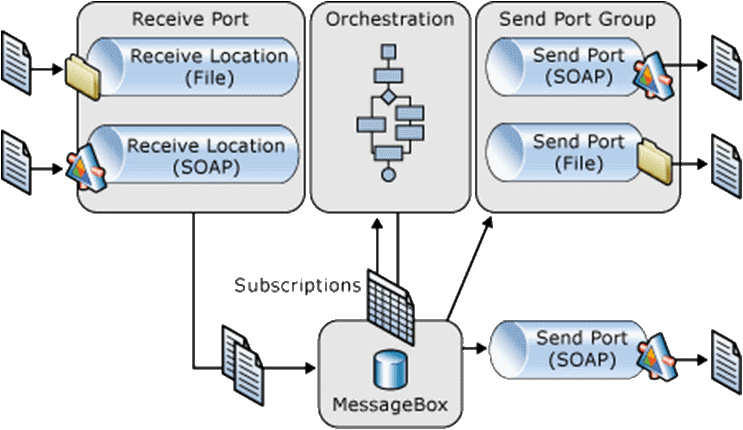 Receive Port
Orchestration
Send Port Group
Receive Location
(File)
Send Port
(SOAP)
Receive Location
(SOAP)
Send Port
(File)
Subscriptions
Send Port
(SOAP)
MessageBox